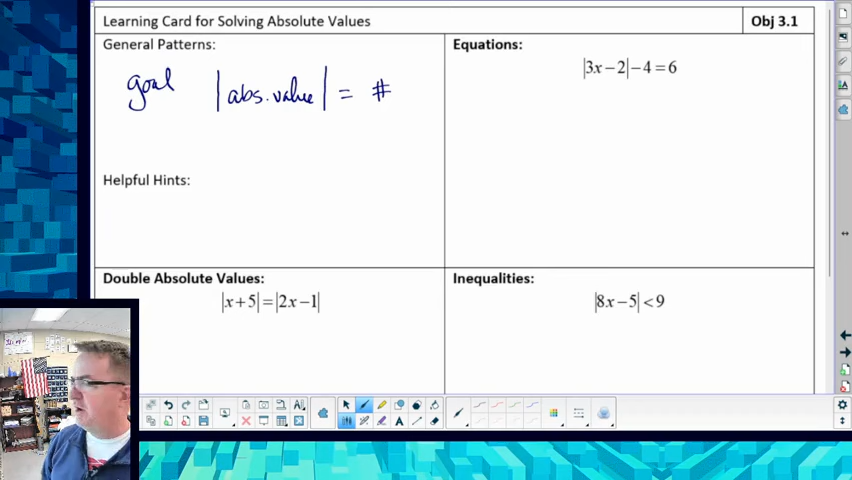 Learning Card for Solving Absolute Values
Obj 3.1
General Patterns:
goal |abs.value| = #
Helpful Hints:
Equations:
|3x−2|−4=6
Double Absolute Values:
|x+5|=|2x−1|
Inequalities:
|8x−5|<9